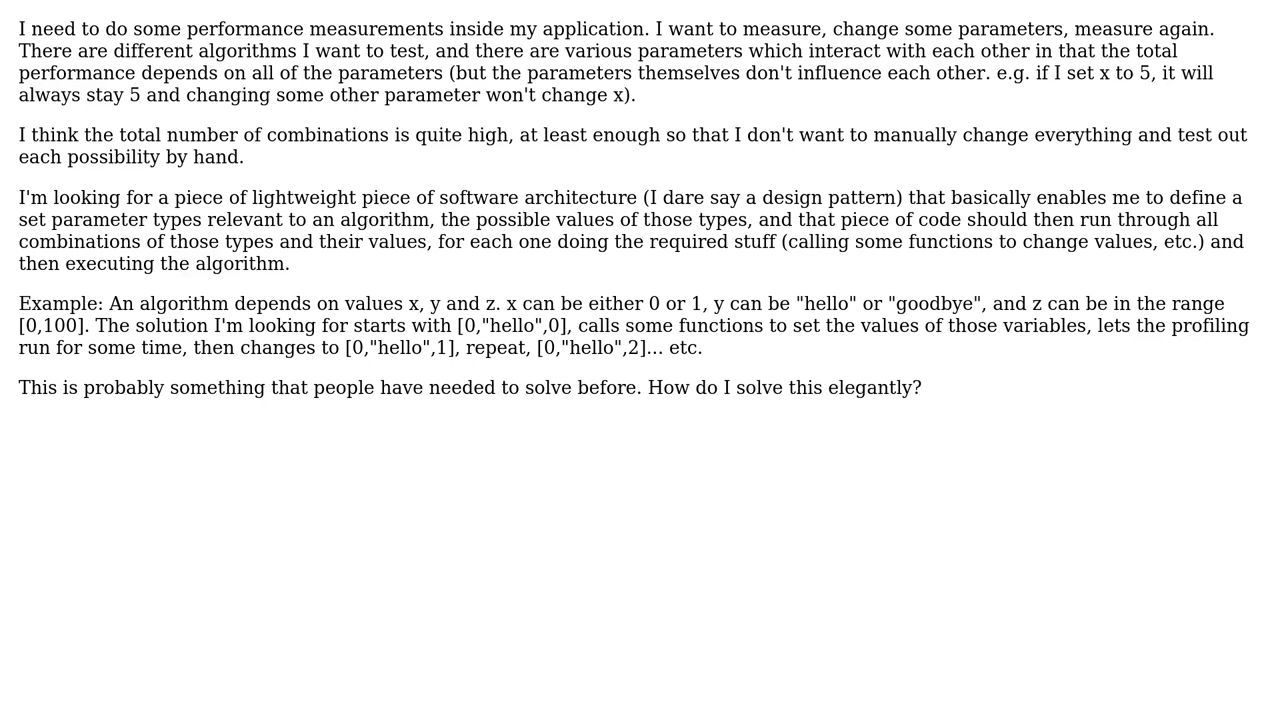 I need to do some performance measurements inside my application. I want to measure, change some parameters, measure again.
There are different algorithms I want to test, and there are various parameters which interact with each other in that the total
performance depends on all of the parameters (but the parameters themselves don't influence each other. e.g. if I set x to 5, it will
always stay 5 and changing some other parameter won't change x).
I think the total number of combinations is quite high, at least enough so that I don't want to manually change everything and test out
each possibility by hand.
I'm looking for a piece of lightweight piece of software architecture (I dare say a design pattern) that basically enables me to define a
set parameter types relevant to an algorithm, the possible values of those types, and that piece of code should then run through all
combinations of those types and their values, for each one doing the required stuff (calling some functions to change values, etc.) and
then executing the algorithm.
Example: An algorithm depends on values x, y and z. x can be either 0 or 1, y can be "hello" or "goodbye", and z can be in the range
[0,100]. The solution I'm looking for starts with [0,"hello",0], calls some functions to set the values of those variables, lets the profiling
run for some time, then changes to [0,"hello",1], repeat, [0,"hello",2]... etc.
This is probably something that people have needed to solve before. How do I solve this elegantly?